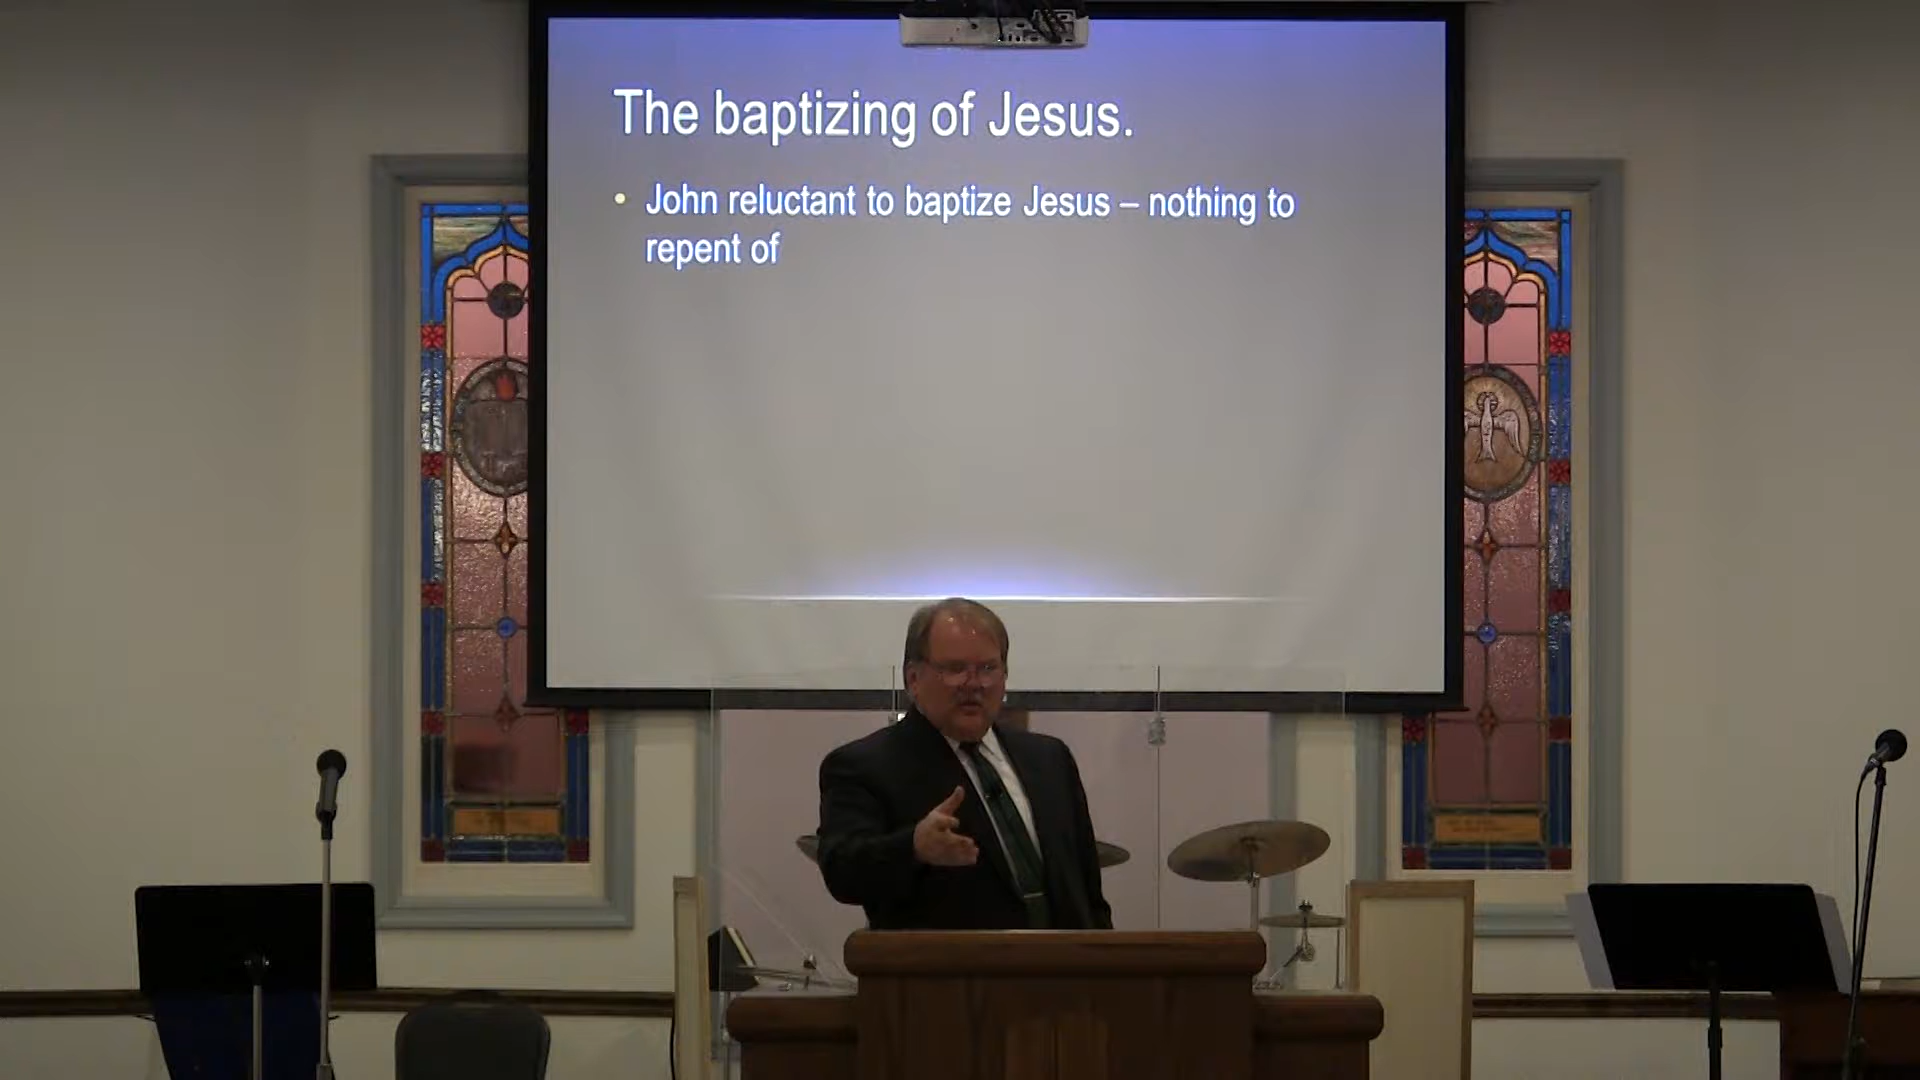 The baptizing of Jesus.
• John reluctant to baptize Jesus – nothing to
repent of